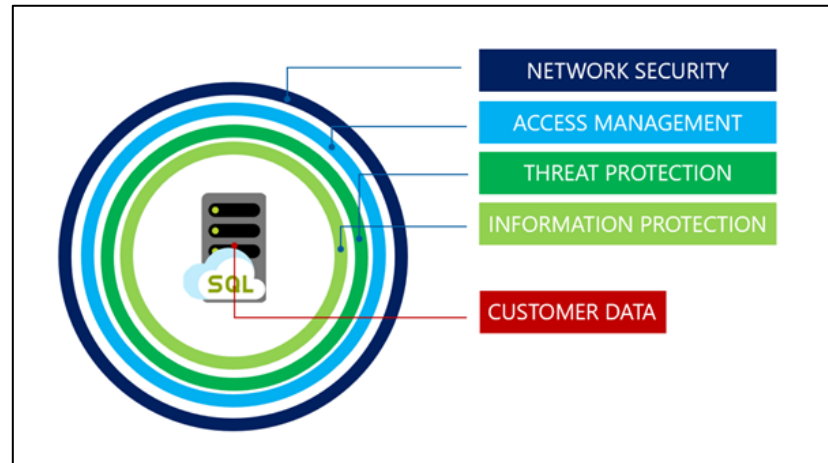 NETWORK SECURITY
ACCESS MANAGEMENT
THREAT PROTECTION
INFORMATION PROTECTION
SQL
CUSTOMER DATA